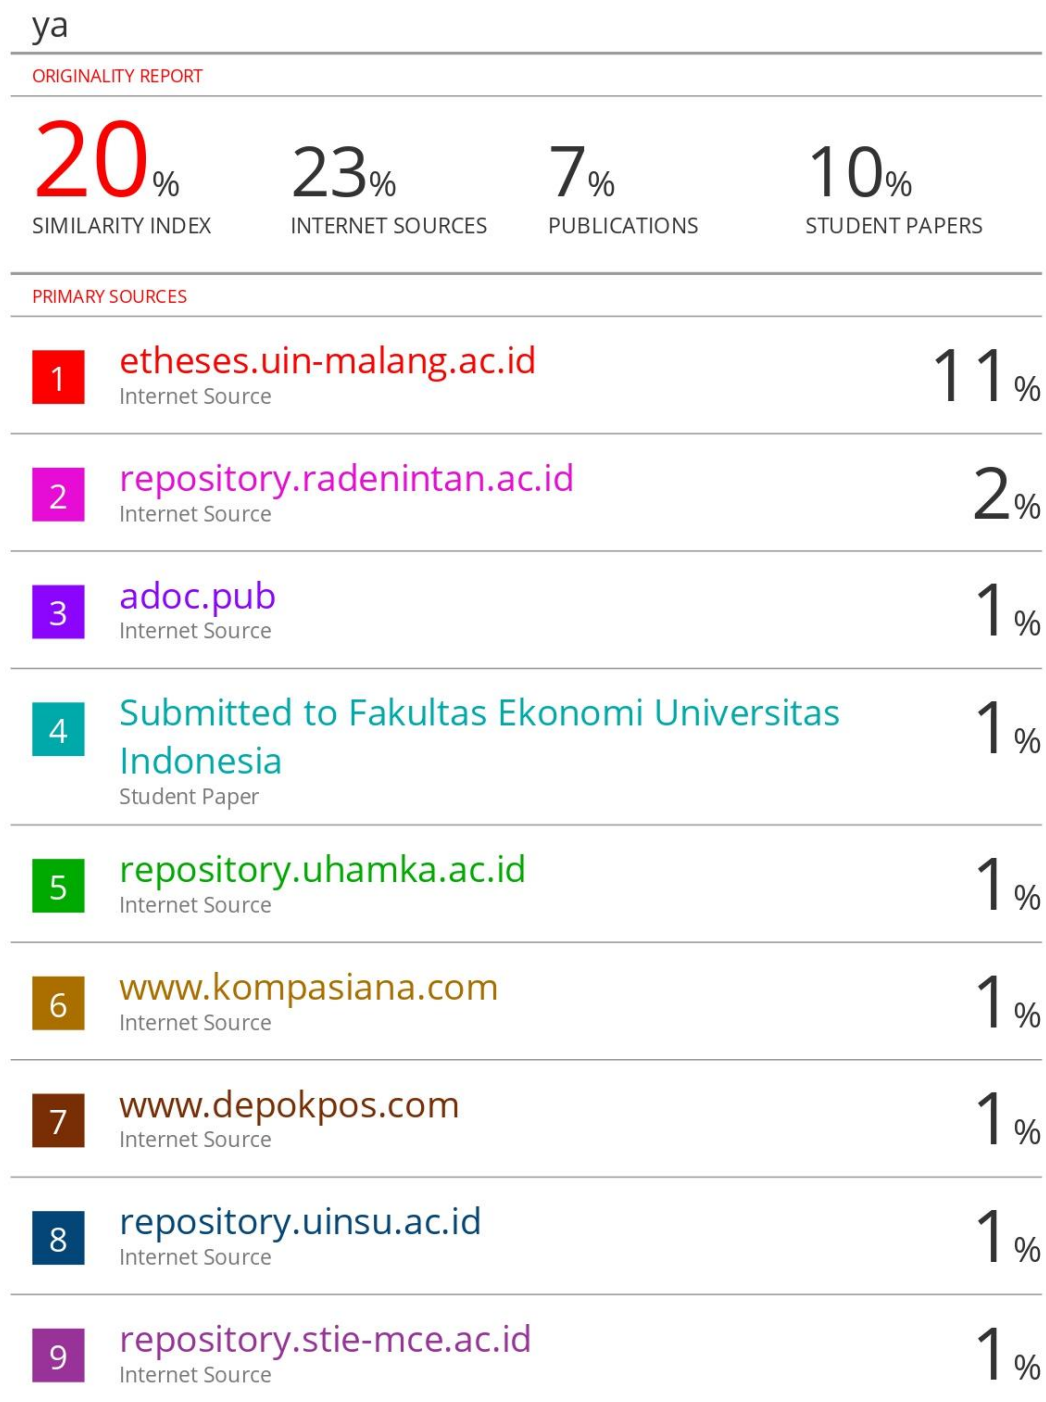 ya
ORIGINALITY REPORT
20% 23% 7% 10%
SIMILARITY INDEX INTERNET SOURCES PUBLICATIONS STUDENT PAPERS
PRIMARY SOURCES
1 etheses.uin-malang.ac.id 11%
Internet Source
2 repository.radenintan.ac.id 2%
Internet Source
3 adoc.pub 1%
Internet Source
4 Submitted to Fakultas Ekonomi Universitas 1%
Indonesia
Student Paper
5 repository.uhamka.ac.id 1%
Internet Source
6 www.kompasiana.com 1%
Internet Source
7 www.depokpos.com 1%
Internet Source
8 repository.uinsu.ac.id 1%
Internet Source
9 repository.stie-mce.ac.id 1%
Internet Source